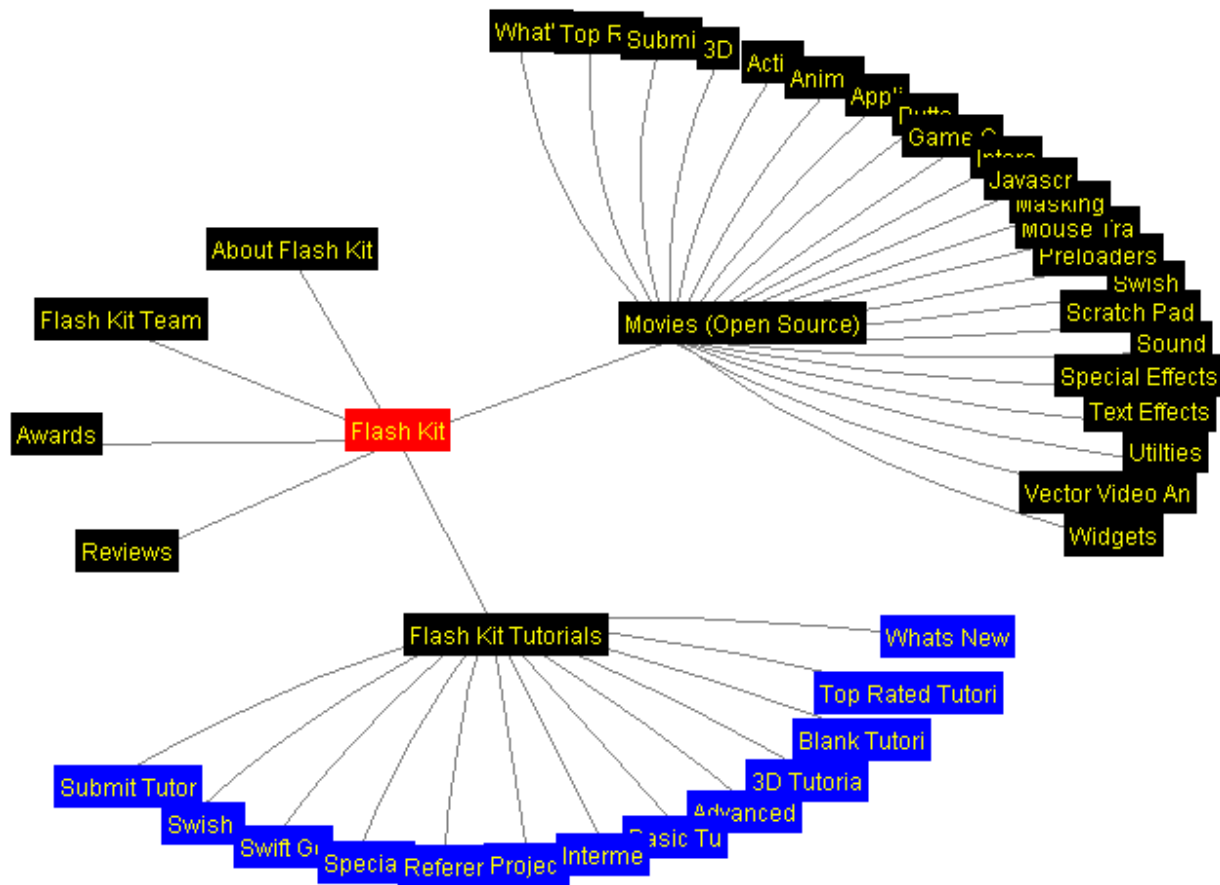 What'
Top R
Submi
3D
Acti
Anim
Appli
Butto
Game C
Interc
Javascr
Masking
Mouse Tra
Preloaders
Swish
Scratch Pad
Sound
Special Effects
Text Effects
Utilties
Vector Video An
Widgets
Movies (Open Source)
About Flash Kit
Flash Kit Team
Flash Kit
Awards
Reviews
Flash Kit Tutorials
Whats New
Top Rated Tutori
Blank Tutori
3D Tutoria
Advanced
Basic Tu
Interme
Projec
Referer
Specia
Swift G
Swish
Submit Tutor